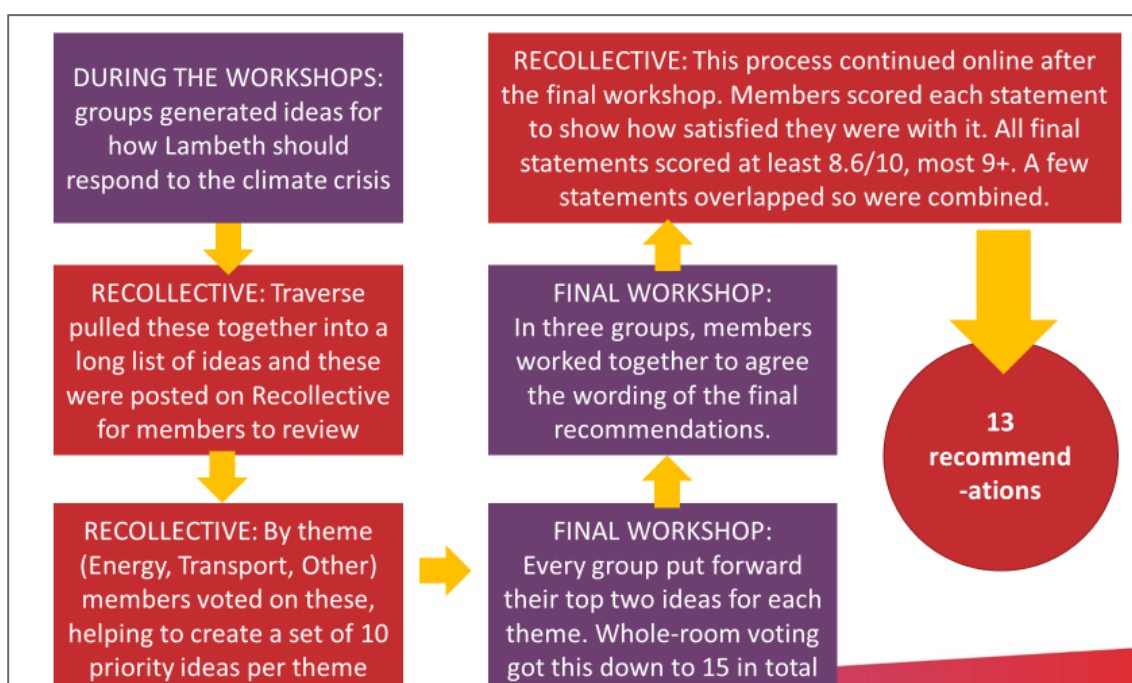 DURING THE WORKSHOPS:
groups generated ideas for
how Lambeth should
respond to the climate crisis
RECOLLECTIVE: Traverse
pulled these together into a
long list of ideas and these
were posted on Recollective
for members to review
RECOLLECTIVE: By theme
(Energy, Transport, Other)
members voted on these,
helping to create a set of 10
priority ideas per theme
FINAL WORKSHOP:
Every group put forward
their top two ideas for each
theme. Whole-room voting
got this down to 15 in total
FINAL WORKSHOP:
In three groups, members
worked together to agree
the wording of the final
recommendations.
RECOLLECTIVE: This process continued online after
the final workshop. Members scored each statement
to show how satisfied they were with it. All final
statements scored at least 8.6/10, most 9+. A few
statements overlapped so were combined.
13
recommend
-ations